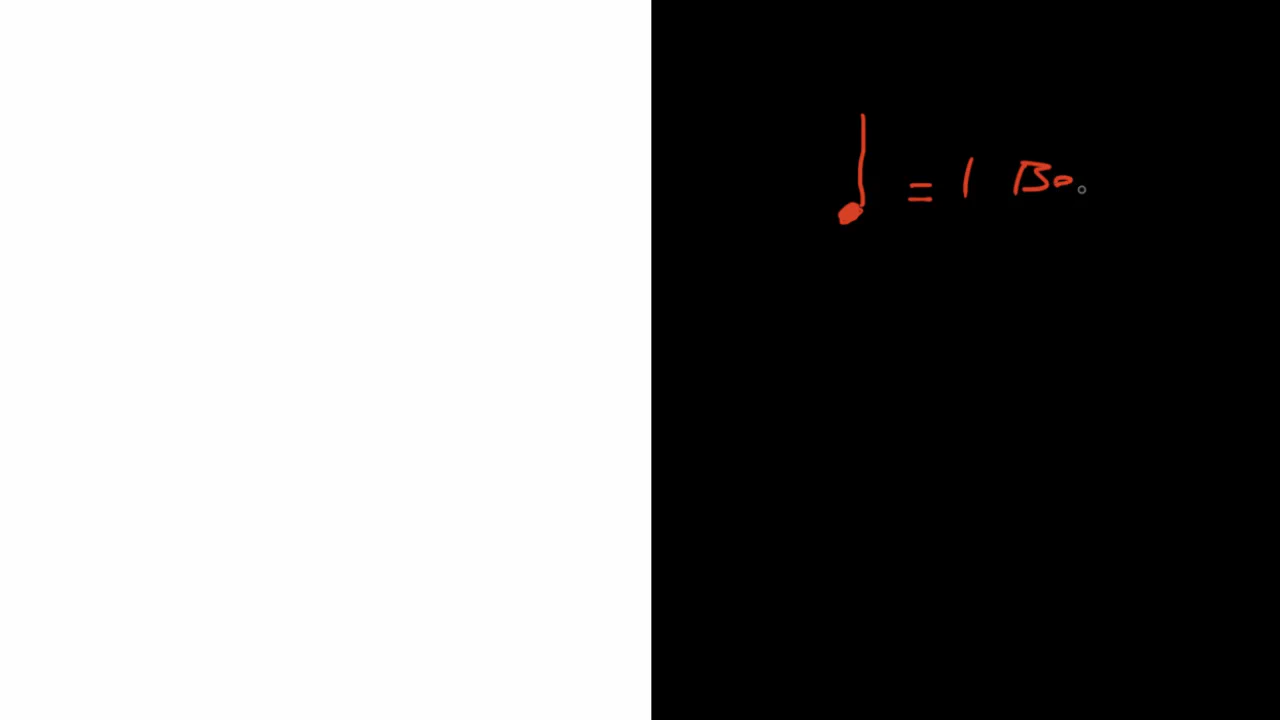 ♩ = 1 Be